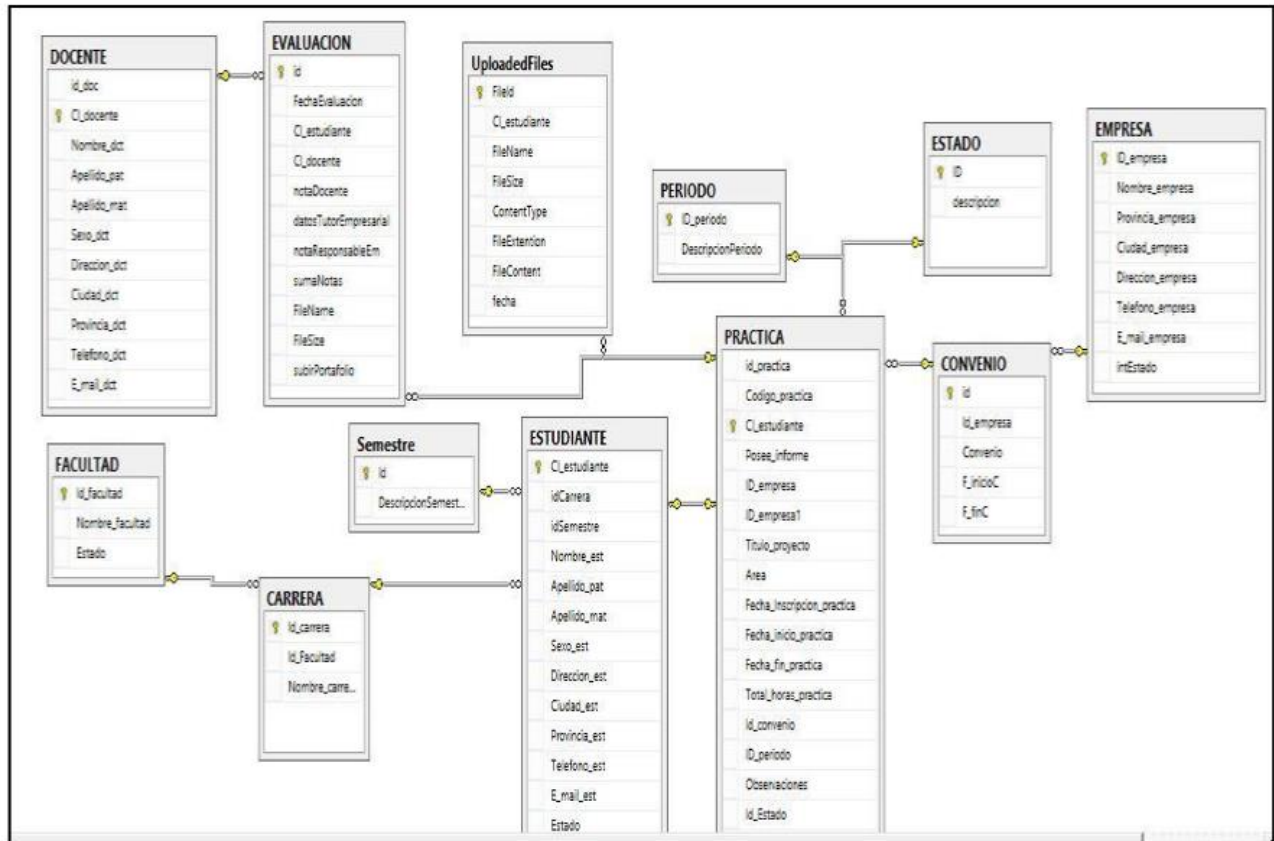 DOCENTE
id_doc
CI_docente
Nombre_dct
Apellido_pat
Apellido_mat
Sexo_dct
Direccion_dct
Ciudad_dct
Provincia_dct
Telefono_dct
E_mail_dct
EVALUACION
id
FechaEvaluacion
CI_estudiante
CI_docente
notaDocente
datosTutorEmpresarial
notaResponsableEm
sumaNotas
FileName
FileSize
subirPortafolio
UploadedFiles
FileId
CI_estudiante
FileName
FileSize
ContentType
FileExtention
FileContent
fecha
PERIODO
ID_periodo
DescripcionPeriodo
ESTADO
ID
descripcion
EMPRESA
ID_empresa
Nombre_empresa
Provincia_empresa
Ciudad_empresa
Direccion_empresa
Telefono_empresa
E_mail_empresa
intEstado
FACULTAD
Id_facultad
Nombre_facultad
Estado
Semestre
Id
DescripcionSemest...
CARRERA
Id_carrera
Id_Facultad
Nombre_carre...
ESTUDIANTE
CI_estudiante
idCarrera
idSemestre
Nombre_est
Apellido_pat
Apellido_mat
Sexo_est
Direccion_est
Ciudad_est
Provincia_est
Telefono_est
E_mail_est
Estado
PRACTICA
id_practica
Codigo_practica
CI_estudiante
Posee_informe
ID_empresa
ID_empresa1
Titulo_proyecto
Area
Fecha_Inscripcion_practica
Fecha_inicio_practica
Fecha_fin_practica
Total_horas_practica
Id_convenio
ID_periodo
Observaciones
Id_Estado
CONVENIO
id
Id_empresa
Convenio
F_inicioC
F_finC